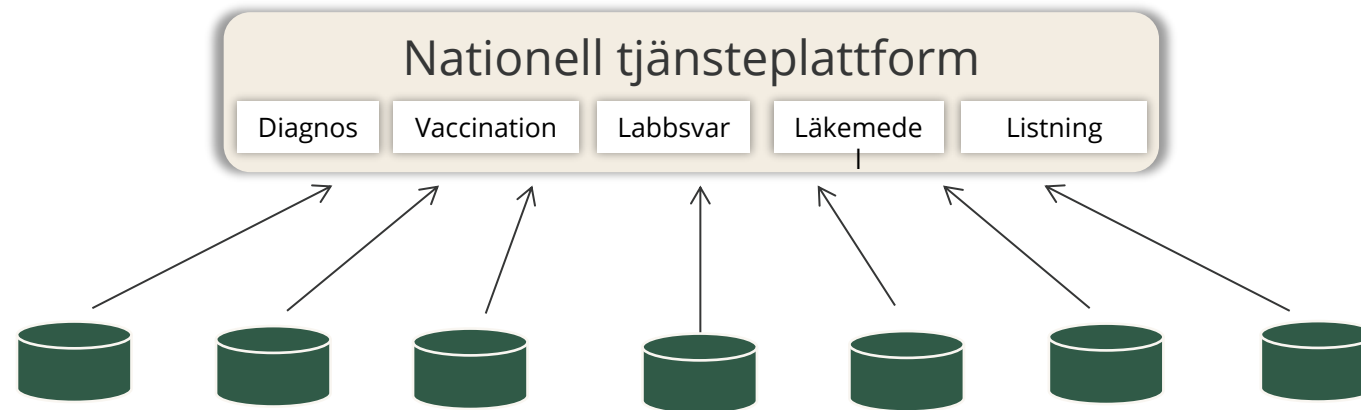 Nationell tjänsteplattform
Diagnos
Vaccination
Labbsvar
Läkemede
l
Listning